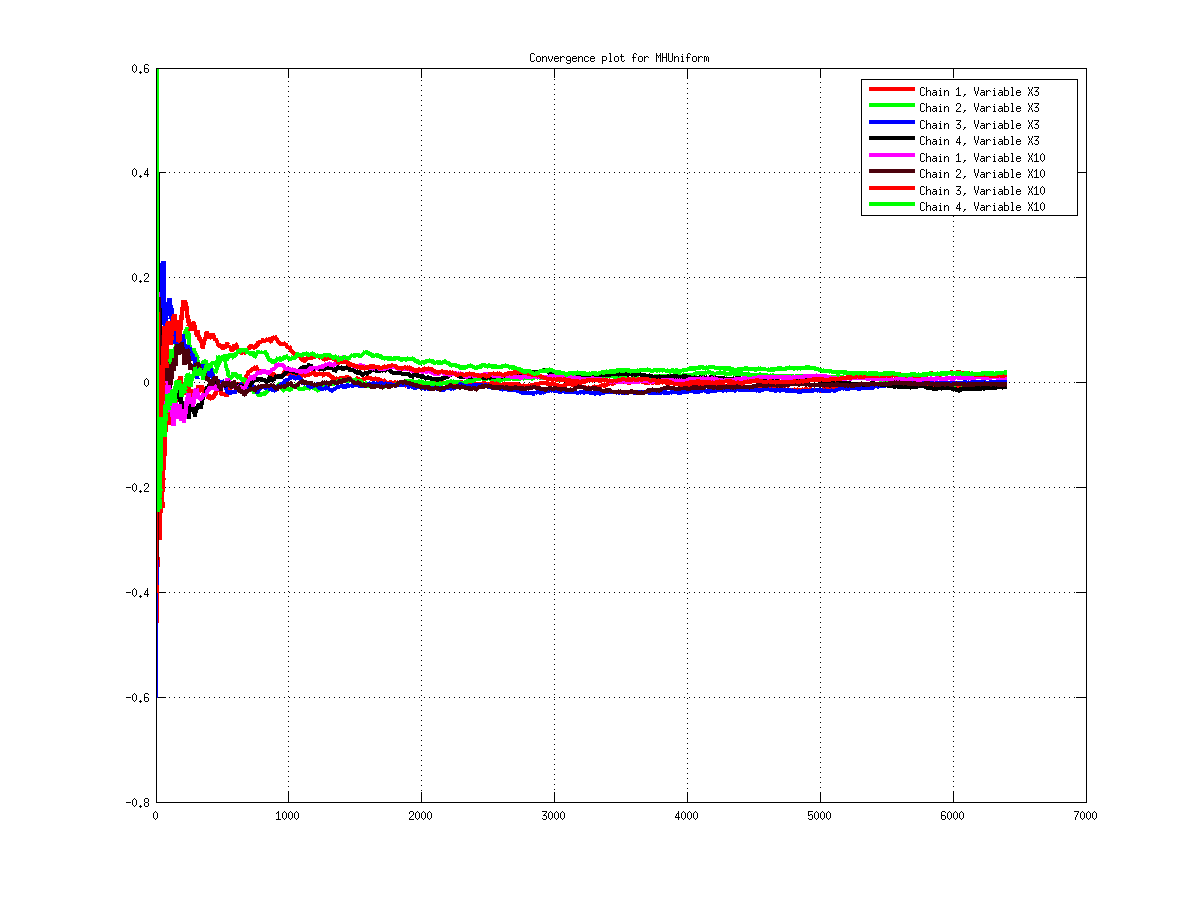 Convergence plot for MHUniform
0.6
0.4
0.2
0
-0.2
-0.4
-0.6
-0.8
0 1000 2000 3000 4000 5000 6000 7000
Chain 1, Variable X3
Chain 2, Variable X3
Chain 3, Variable X3
Chain 4, Variable X3
Chain 1, Variable X10
Chain 2, Variable X10
Chain 3, Variable X10
Chain 4, Variable X10